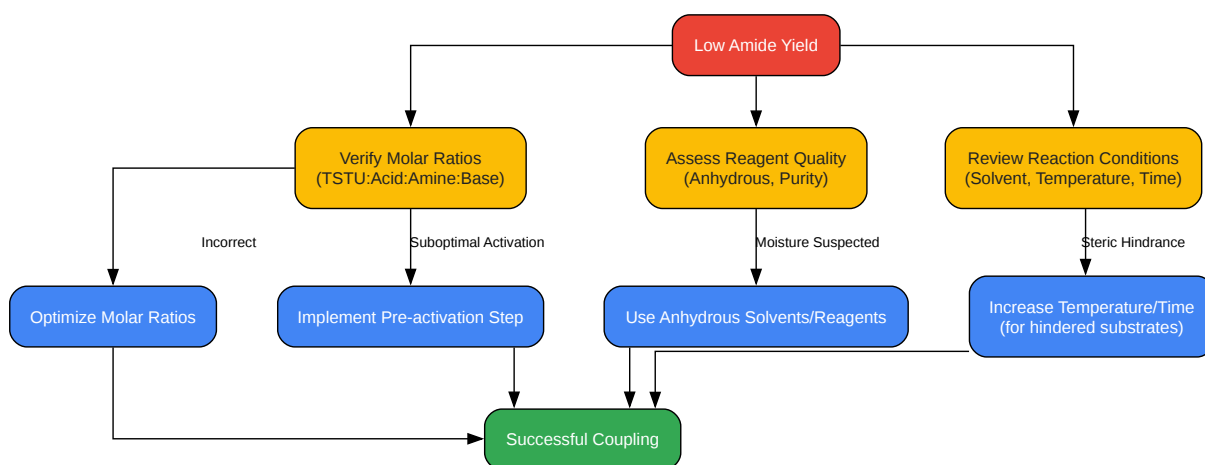 Low Amide Yield
Verify Molar Ratios
(TSTU:Acid:Amine:Base)
Assess Reagent Quality
(Anhydrous, Purity)
Review Reaction Conditions
(Solvent, Temperature, Time)
Incorrect
Suboptimal Activation
Moisture Suspected
Steric Hindrance
Optimize Molar Ratios
Implement Pre-activation Step
Use Anhydrous Solvents/Reagents
Increase Temperature/Time
(for hindered substrates)
Successful Coupling